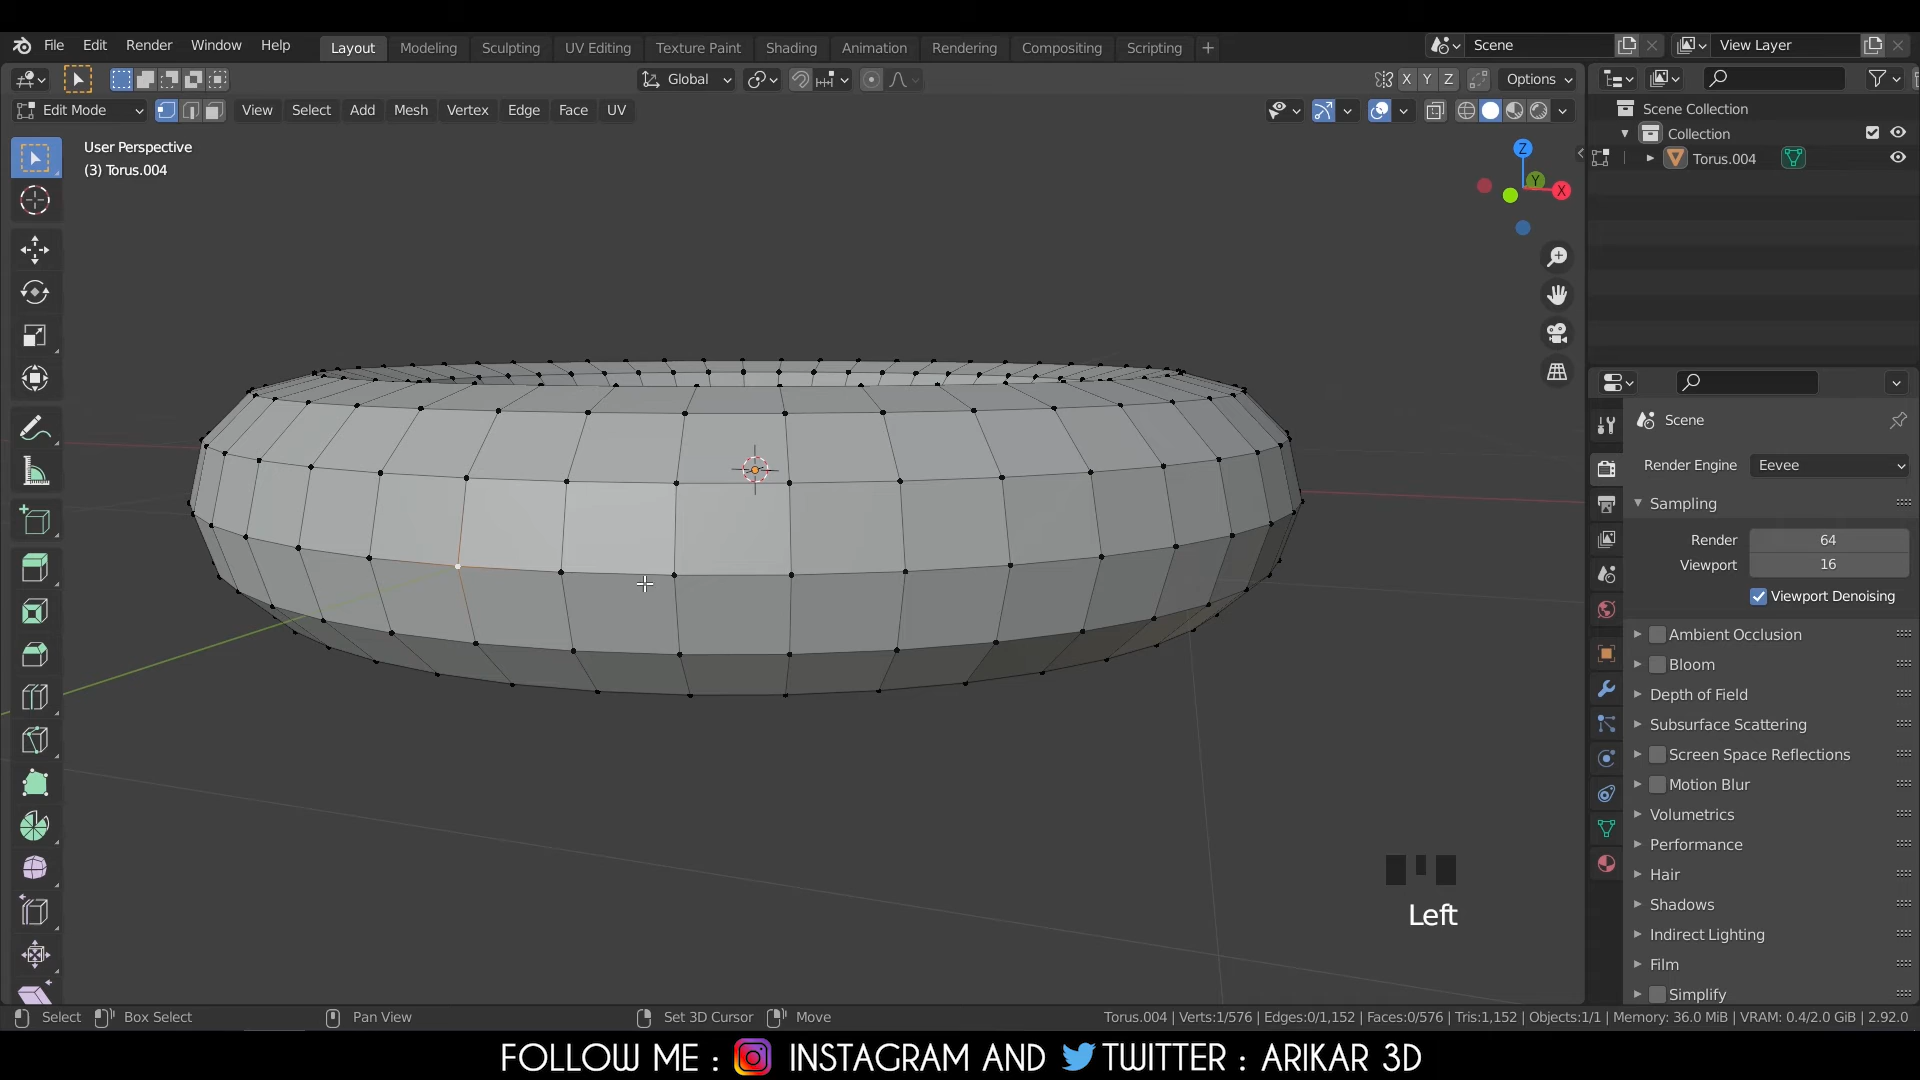 File Edit Render Window Help Layout Modeling Sculpting UV Editing Texture Paint Shading Animation Rendering Compositing Scripting + Scene View Layer
Global X Y Z Options
Edit Mode View Select Add Mesh Vertex Edge Face UV
Scene Collection
Collection
Torus.004
User Perspective
(3) Torus.004
Z
Y
X
Scene
Render Engine Eevee
Sampling
Render 64
Viewport 16
Viewport Denoising
Ambient Occlusion
Bloom
Depth of Field
Subsurface Scattering
Screen Space Reflections
Motion Blur
Volumetrics
Performance
Hair
Shadows
Indirect Lighting
Film
Simplify
Left
Select Box Select Pan View Set 3D Cursor Move Torus.004 | Verts:1/576 | Edges:0/1,152 | Faces:0/576 | Tris:1,152 | Objects:1/1 | Memory: 36.0 MiB | VRAM: 0.4/2.0 GiB | 2.92.0
FOLLOW ME : INSTAGRAM AND TWITTER : ARIKAR 3D